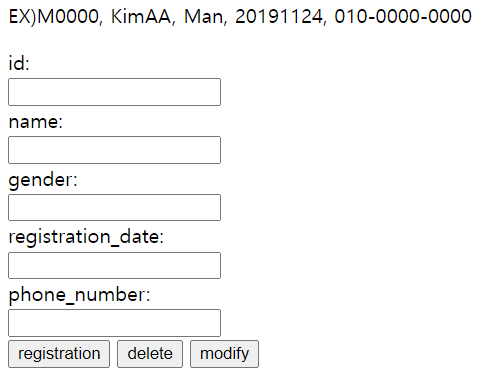 EX)M0000, KimAA, Man, 20191124, 010-0000-0000
id:
name:
gender:
registration_date:
phone_number:
registration delete modify